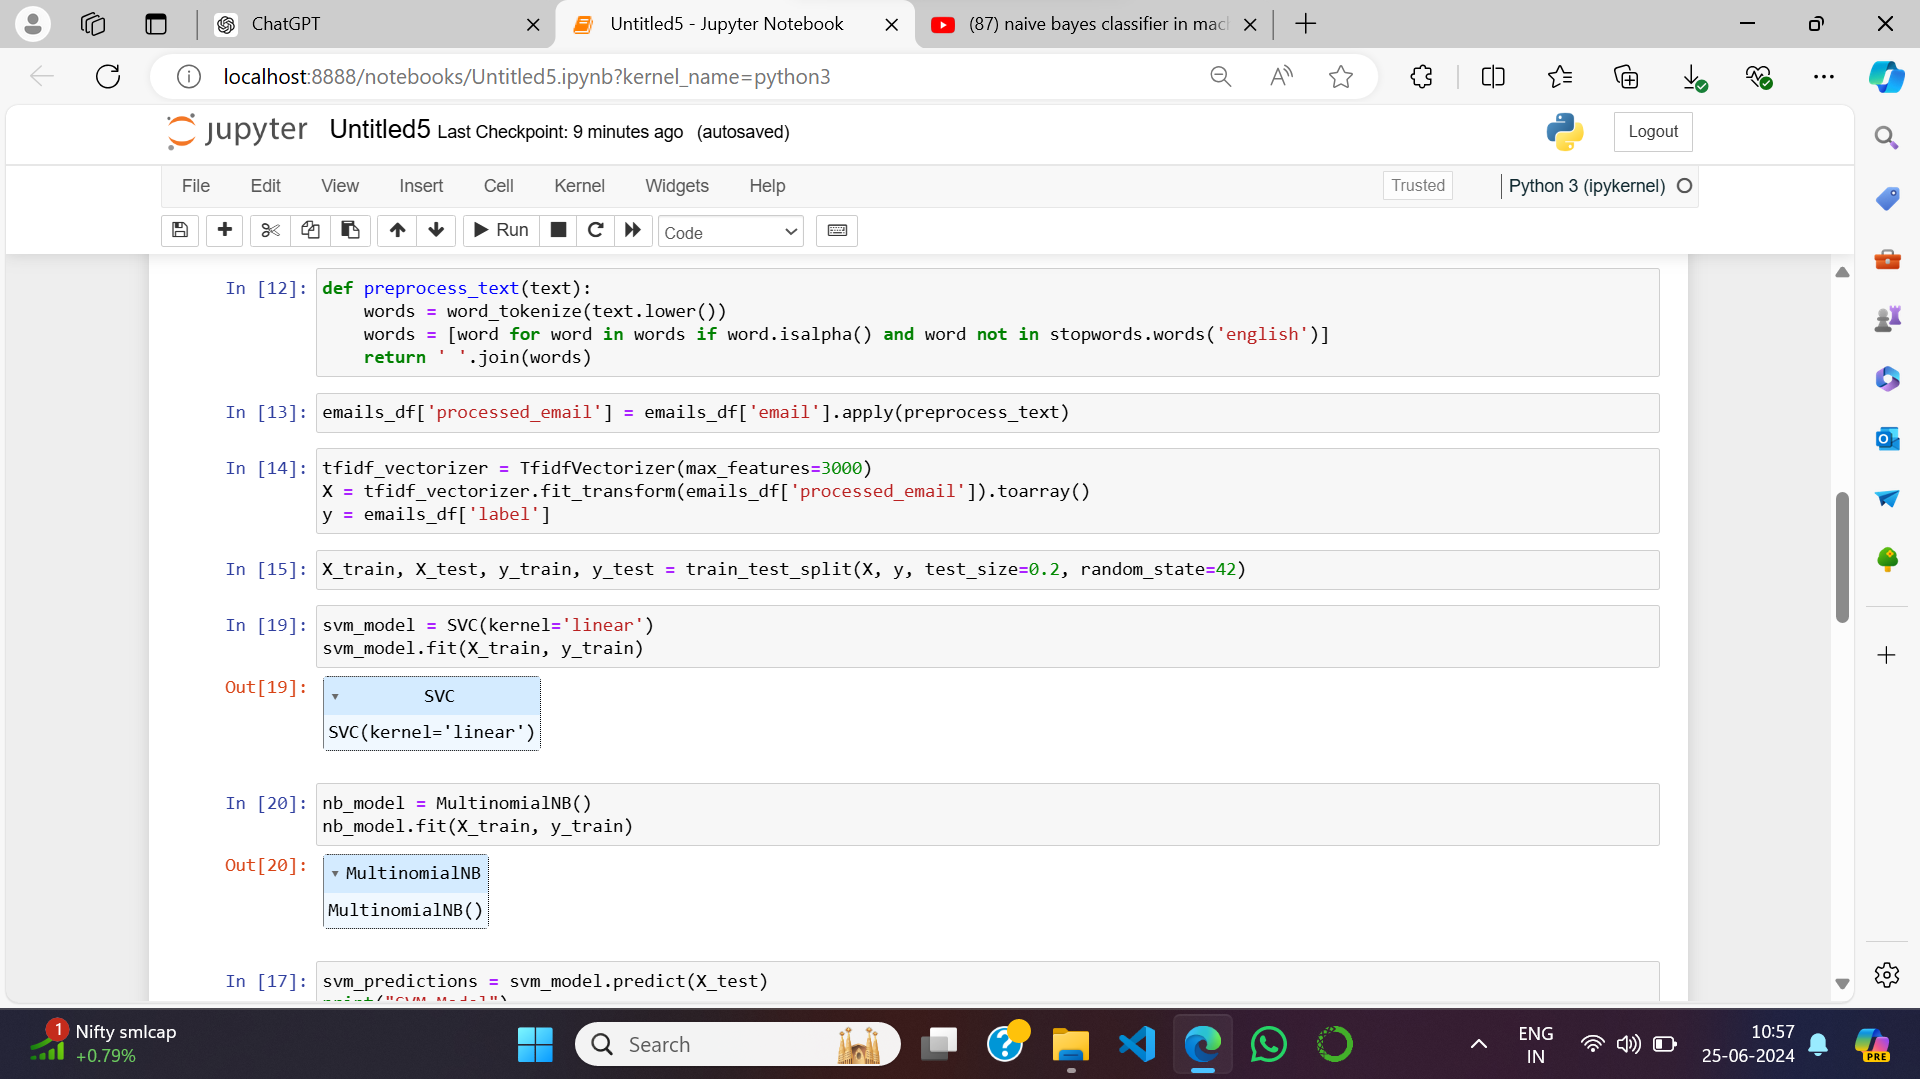 ChatGPT
Untitled5 - Jupyter Notebook
(87) naive bayes classifier in mac
localhost:8888/notebooks/Untitled5.ipynb?kernel_name=python3
jupyter Untitled5 Last Checkpoint: 9 minutes ago (autosaved)
Logout
File Edit View Insert Cell Kernel Widgets Help
Trusted
Python 3 (ipykernel)
Run
Code
In [12]: def preprocess_text(text):
words = word_tokenize(text.lower())
words = [word for word in words if word.isalpha() and word not in stopwords.words('english')]
return ' '.join(words)
In [13]: emails_df['processed_email'] = emails_df['email'].apply(preprocess_text)
In [14]: tfidf_vectorizer = TfidfVectorizer(max_features=3000)
X = tfidf_vectorizer.fit_transform(emails_df['processed_email']).toarray()
y = emails_df['label']
In [15]: X_train, X_test, y_train, y_test = train_test_split(X, y, test_size=0.2, random_state=42)
In [19]: svm_model = SVC(kernel='linear')
svm_model.fit(X_train, y_train)
Out[19]: SVC
SVC(kernel='linear')
In [20]: nb_model = MultinomialNB()
nb_model.fit(X_train, y_train)
Out[20]: MultinomialNB
MultinomialNB()
In [17]: svm_predictions = svm_model.predict(X_test)
print("SVM Model")
1
Nifty smlcap
+0.79%
Search
ENG
IN
10:57
25-06-2024
PRE